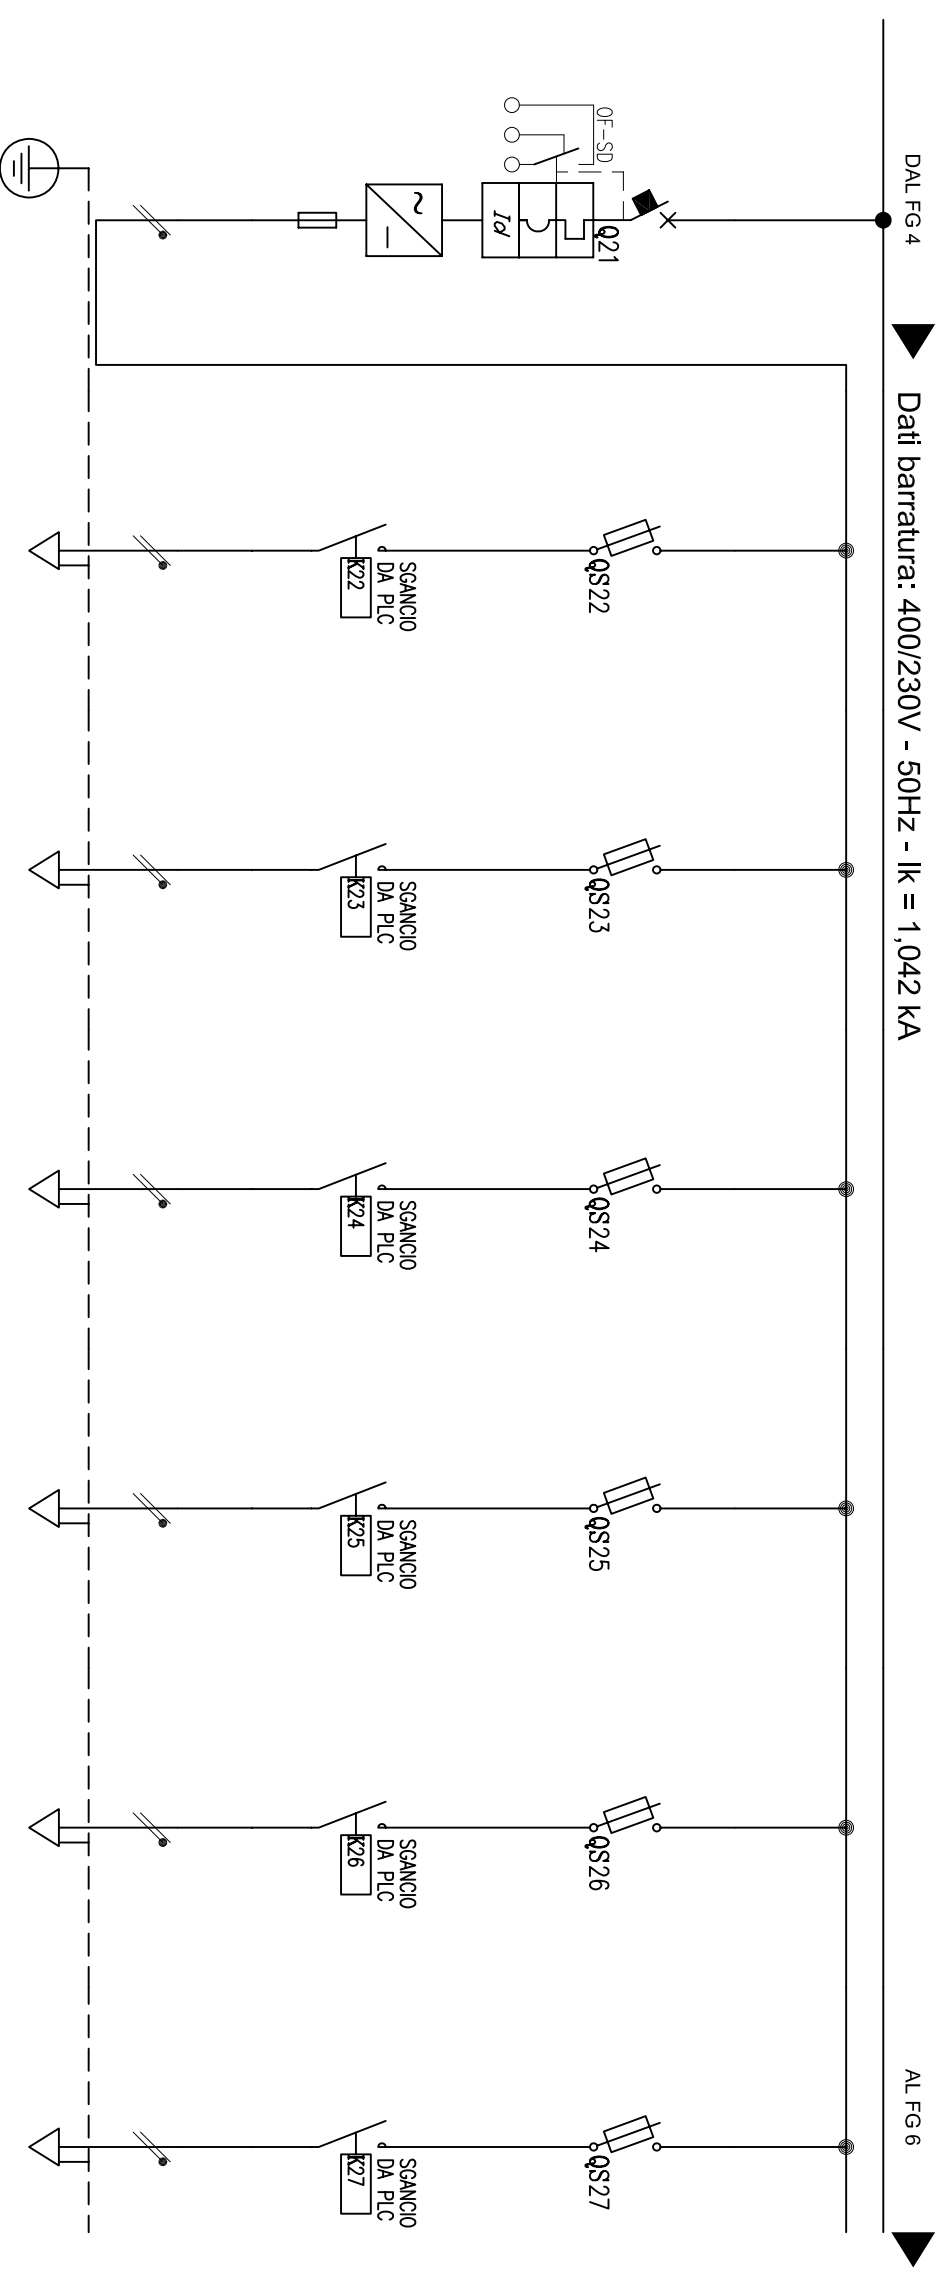 DAL FG 4
Dati barratura: 400/230V - 50Hz - Ik = 1,042 kA
AL FG 6
OF-SD
Q21
Id
~
QS22
QS23
QS24
QS25
QS26
QS27
SGANCIO
DA PLC
K22
SGANCIO
DA PLC
K23
SGANCIO
DA PLC
K24
SGANCIO
DA PLC
K25
SGANCIO
DA PLC
K26
SGANCIO
DA PLC
K27